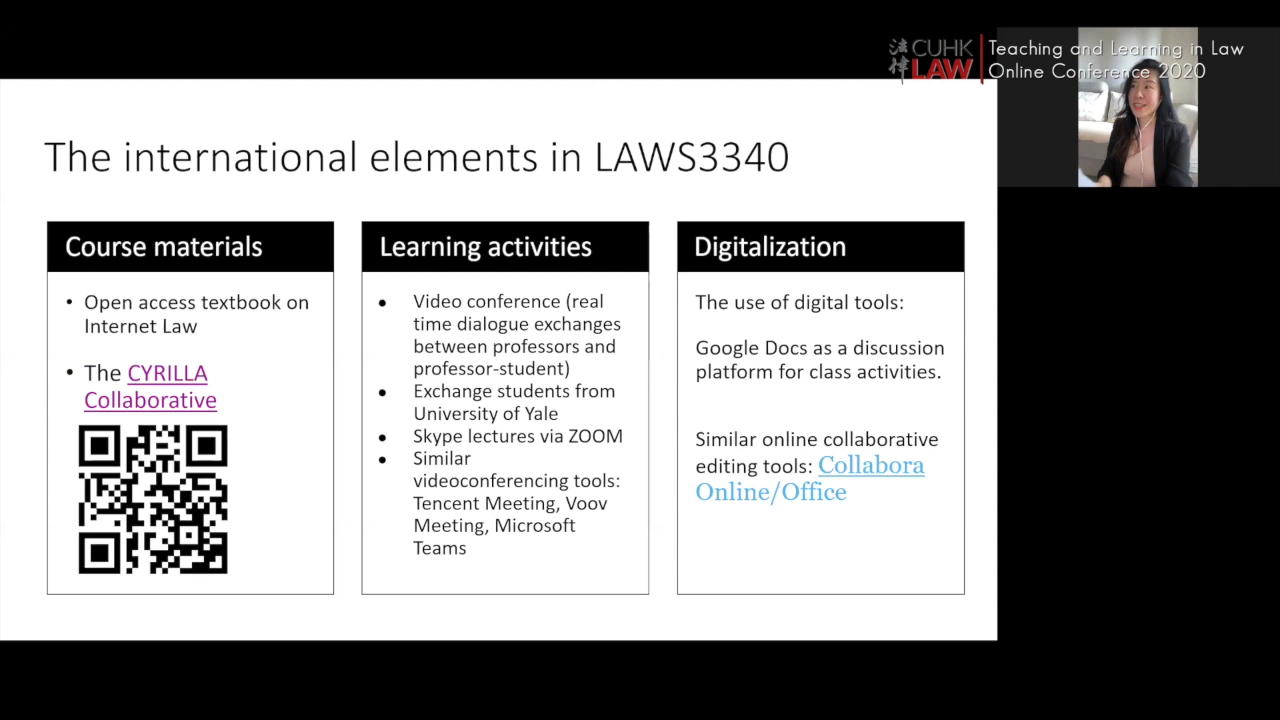 法律 CUHK LAW
Teaching and Learning in Law
Online Conference 2020
The international elements in LAWS3340
Course materials
• Open access textbook on
Internet Law
• The CYRILLA
Collaborative
Learning activities
• Video conference (real
time dialogue exchanges
between professors and
professor-student)
• Exchange students from
University of Yale
• Skype lectures via ZOOM
• Similar
videoconferencing tools:
Tencent Meeting, Voov
Meeting, Microsoft
Teams
Digitalization
The use of digital tools:
Google Docs as a discussion
platform for class activities.
Similar online collaborative
editing tools: Collabora
Online/Office